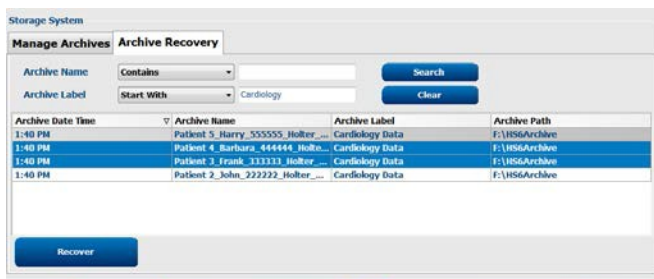 Storage System
Manage Archives Archive Recovery
Archive Name Contains Search
Archive Label Start With Cardiology Clear
Archive Date Time Archive Name Archive Label Archive Path
1:40 PM Patient 5_Harry_555555_Holter_... Cardiology Data F:\HS6Archive
1:40 PM Patient 4_Barbara_444444_Holte... Cardiology Data F:\HS6Archive
1:40 PM Patient 3_Frank_333333_Holter_... Cardiology Data F:\HS6Archive
1:40 PM Patient 2_John_222222_Holter_... Cardiology Data F:\HS6Archive
Recover